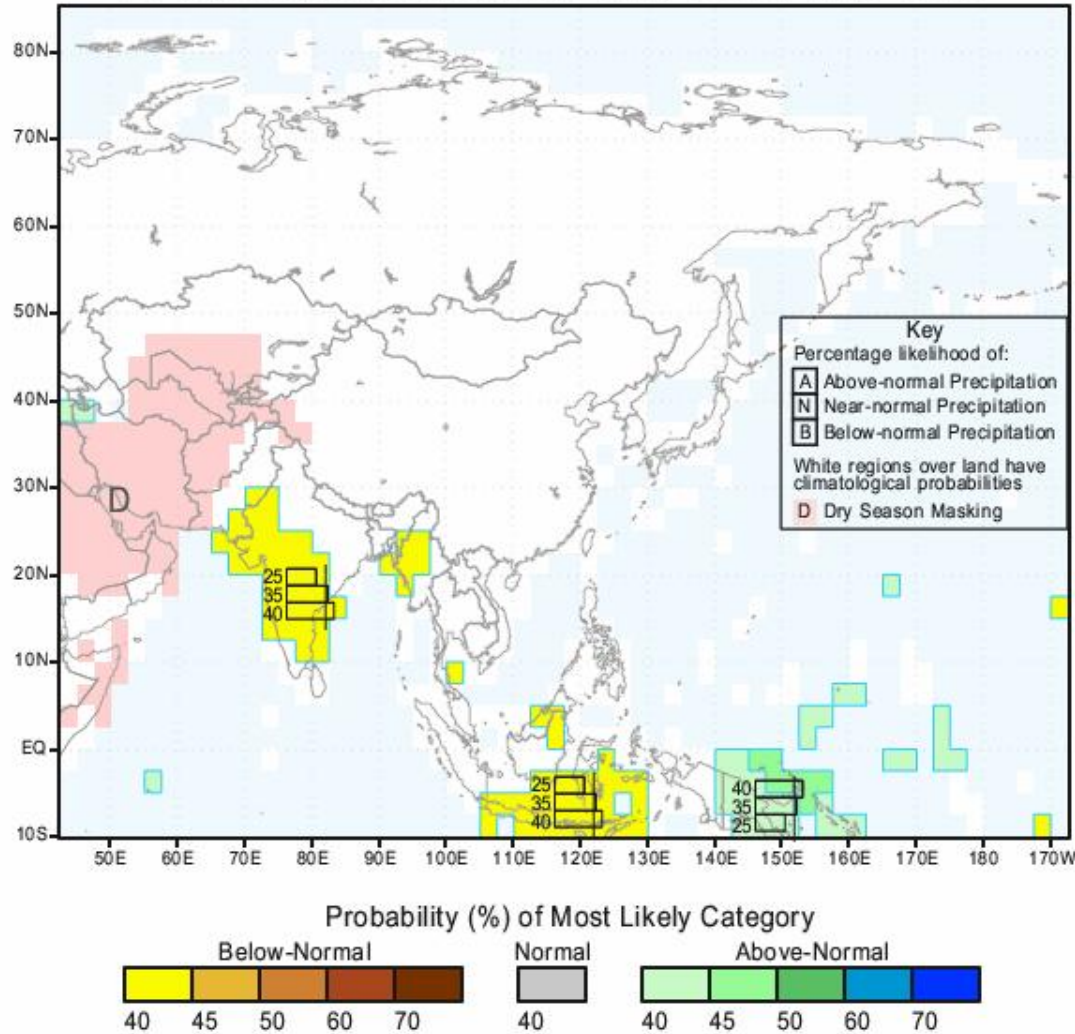 80N
70N
60N
50N
40N
30N
20N
10N
EQ
10S
50E 60E 70E 80E 90E 100E 110E 120E 130E 140E 150E 160E 170E 180 170W
Key
Percentage likelihood of:
A Above-normal Precipitation
N Near-normal Precipitation
B Below-normal Precipitation
White regions over land have
climatological probabilities
D Dry Season Masking
D
25
35
40
25
35
40
40
35
25
Probability (%) of Most Likely Category
Below-Normal Normal Above-Normal
40 45 50 60 70 40 40 45 50 60 70